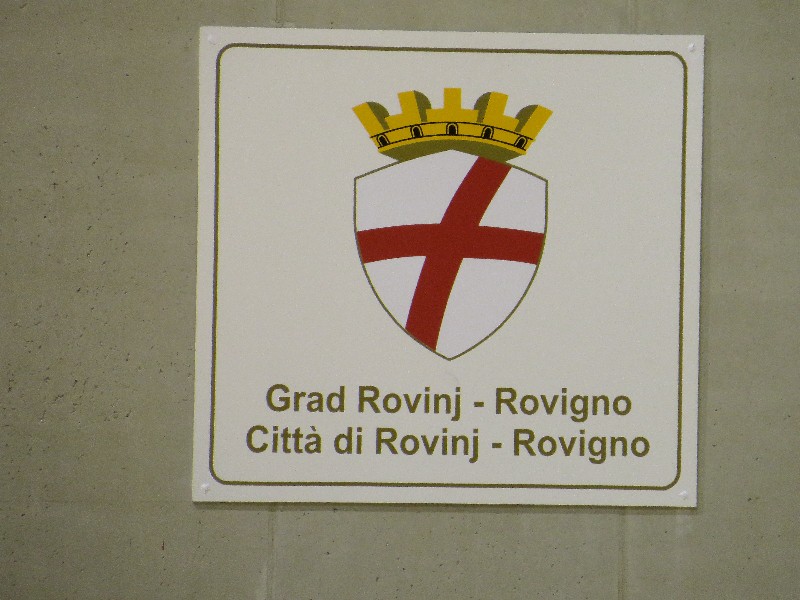 Grad Rovinj - Rovigno
Città di Rovinj - Rovigno